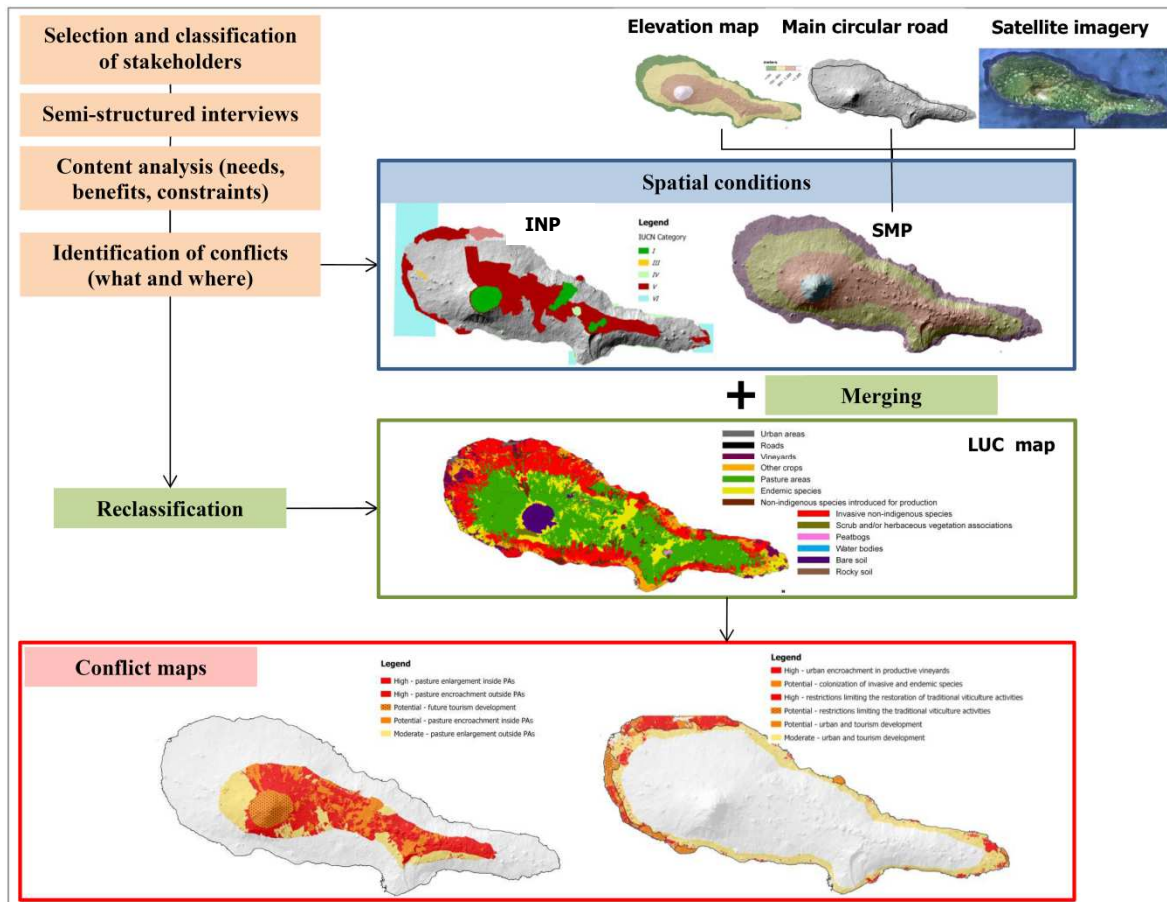 Selection and classification
of stakeholders
Semi-structured interviews
Content analysis (needs,
benefits, constraints)
Identification of conflicts
(what and where)
Reclassification
Elevation map
Main circular road
Satellite imagery
meters
Spatial conditions
INP
Legend
IUCN Category
I
III
IV
V
VI
SMP
+
Merging
LUC map
Urban areas
Roads
Vineyards
Other crops
Pasture areas
Endemic species
Non-indigenous species introduced for production
Invasive non-indigenous species
Scrub and/or herbaceous vegetation associations
Peatbogs
Water bodies
Bare soil
Rocky soil
Conflict maps
Legend
High - pasture enlargement inside PAs
High - pasture encroachment outside PAs
Potential - future tourism development
Potential - pasture encroachment inside PAs
Moderate - pasture enlargement outside PAs
Legend
High - urban encroachment in productive vineyards
Potential - colonization of invasive and endemic species
High - restrictions limiting the restoration of traditional viticulture activities
Potential - restrictions limiting the traditional viticulture activities
Potential - urban and tourism development
Moderate - urban and tourism development